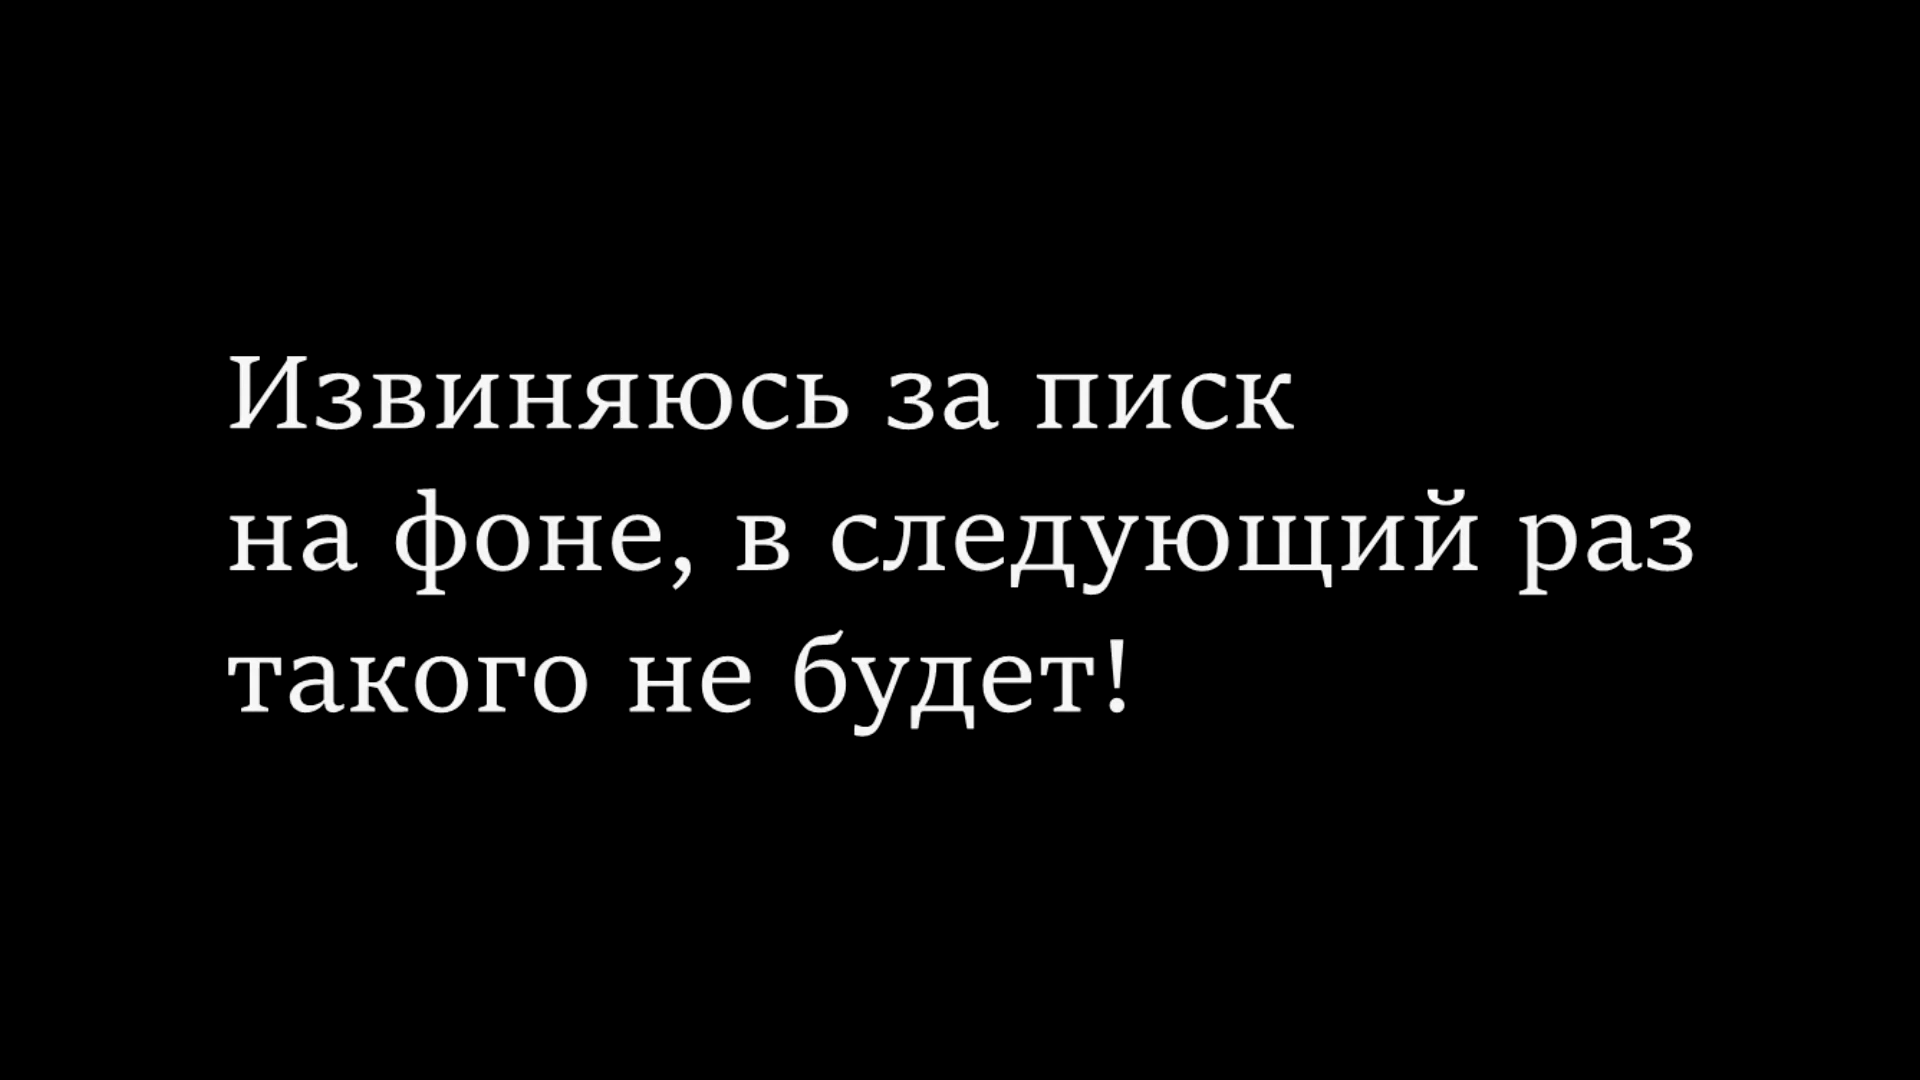 Извиняюсь за писк
на фоне, в следующий раз
такого не будет!